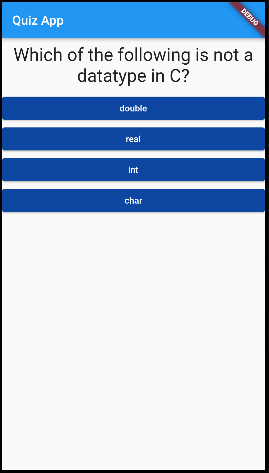 Quiz App
DEBUG
Which of the following is not a
datatype in C?
double
real
int
char